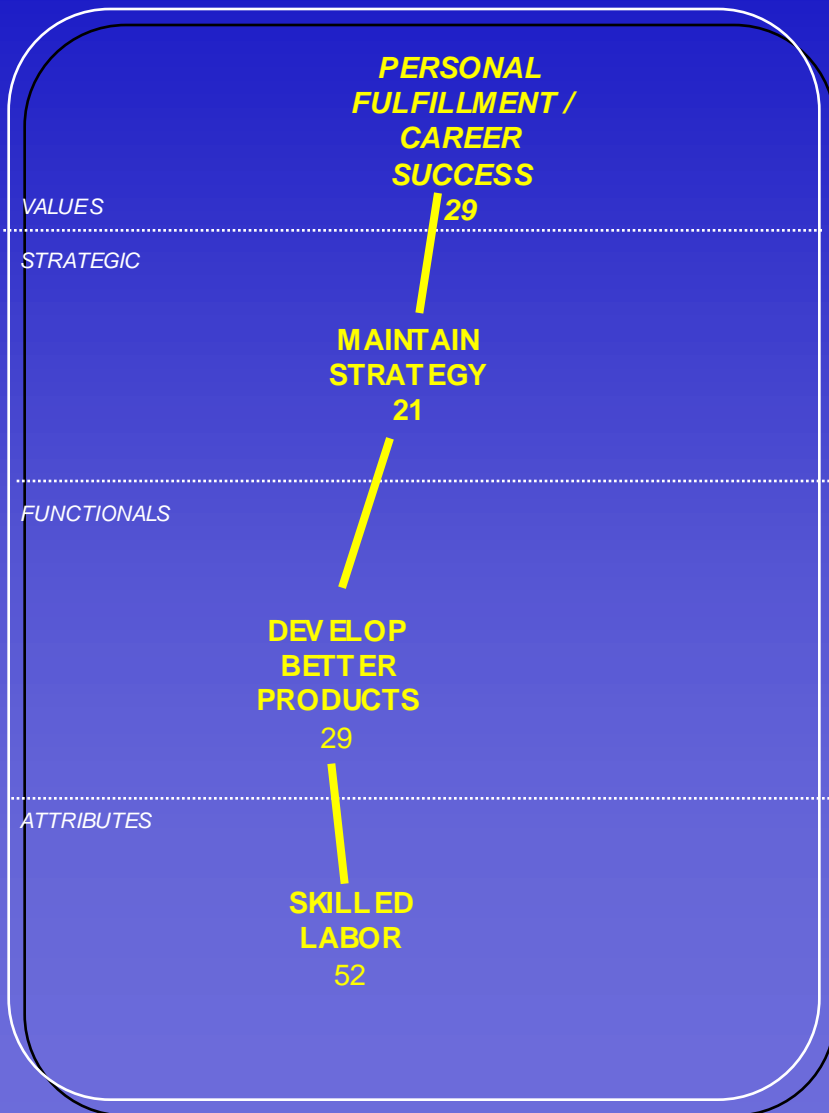 PERSONAL
FULFILLMENT /
CAREER
SUCCESS
29
VALUES
STRATEGIC
MAINTAIN
STRATEGY
21
FUNCTIONALS
DEVELOP
BETTER
PRODUCTS
29
ATTRIBUTES
SKILLED
LABOR
52